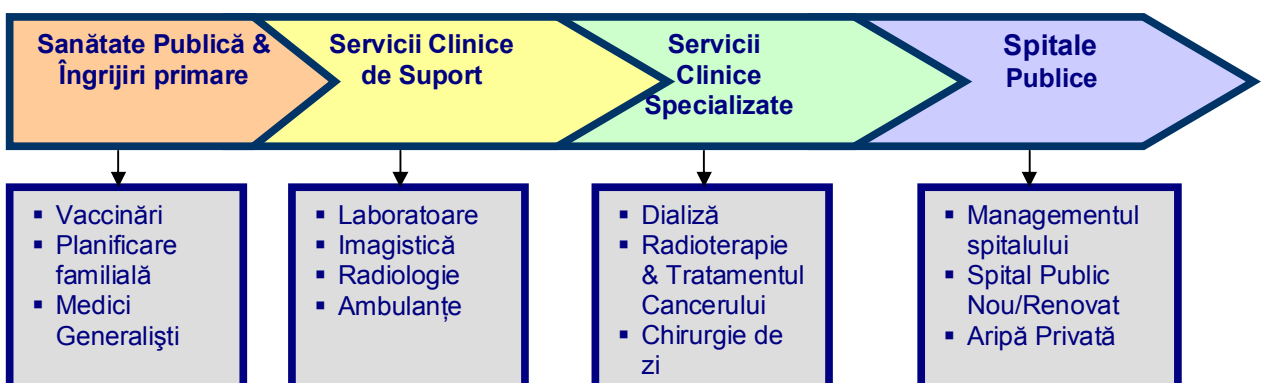 Sanătate Publică &
Îngrijiri primare
Servicii Clinice
de Suport
Servicii
Clinice
Specializate
Spitale
Publice
▪ Vaccinări
▪ Planificare
familială
▪ Medici
Generalişti
▪ Laboratoare
▪ Imagistică
▪ Radiologie
▪ Ambulanțe
▪ Dializă
▪ Radioterapie
& Tratamentul
Cancerului
▪ Chirurgie de
zi
▪ Managementul
spitalului
▪ Spital Public
Nou/Renovat
▪ Aripă Privată